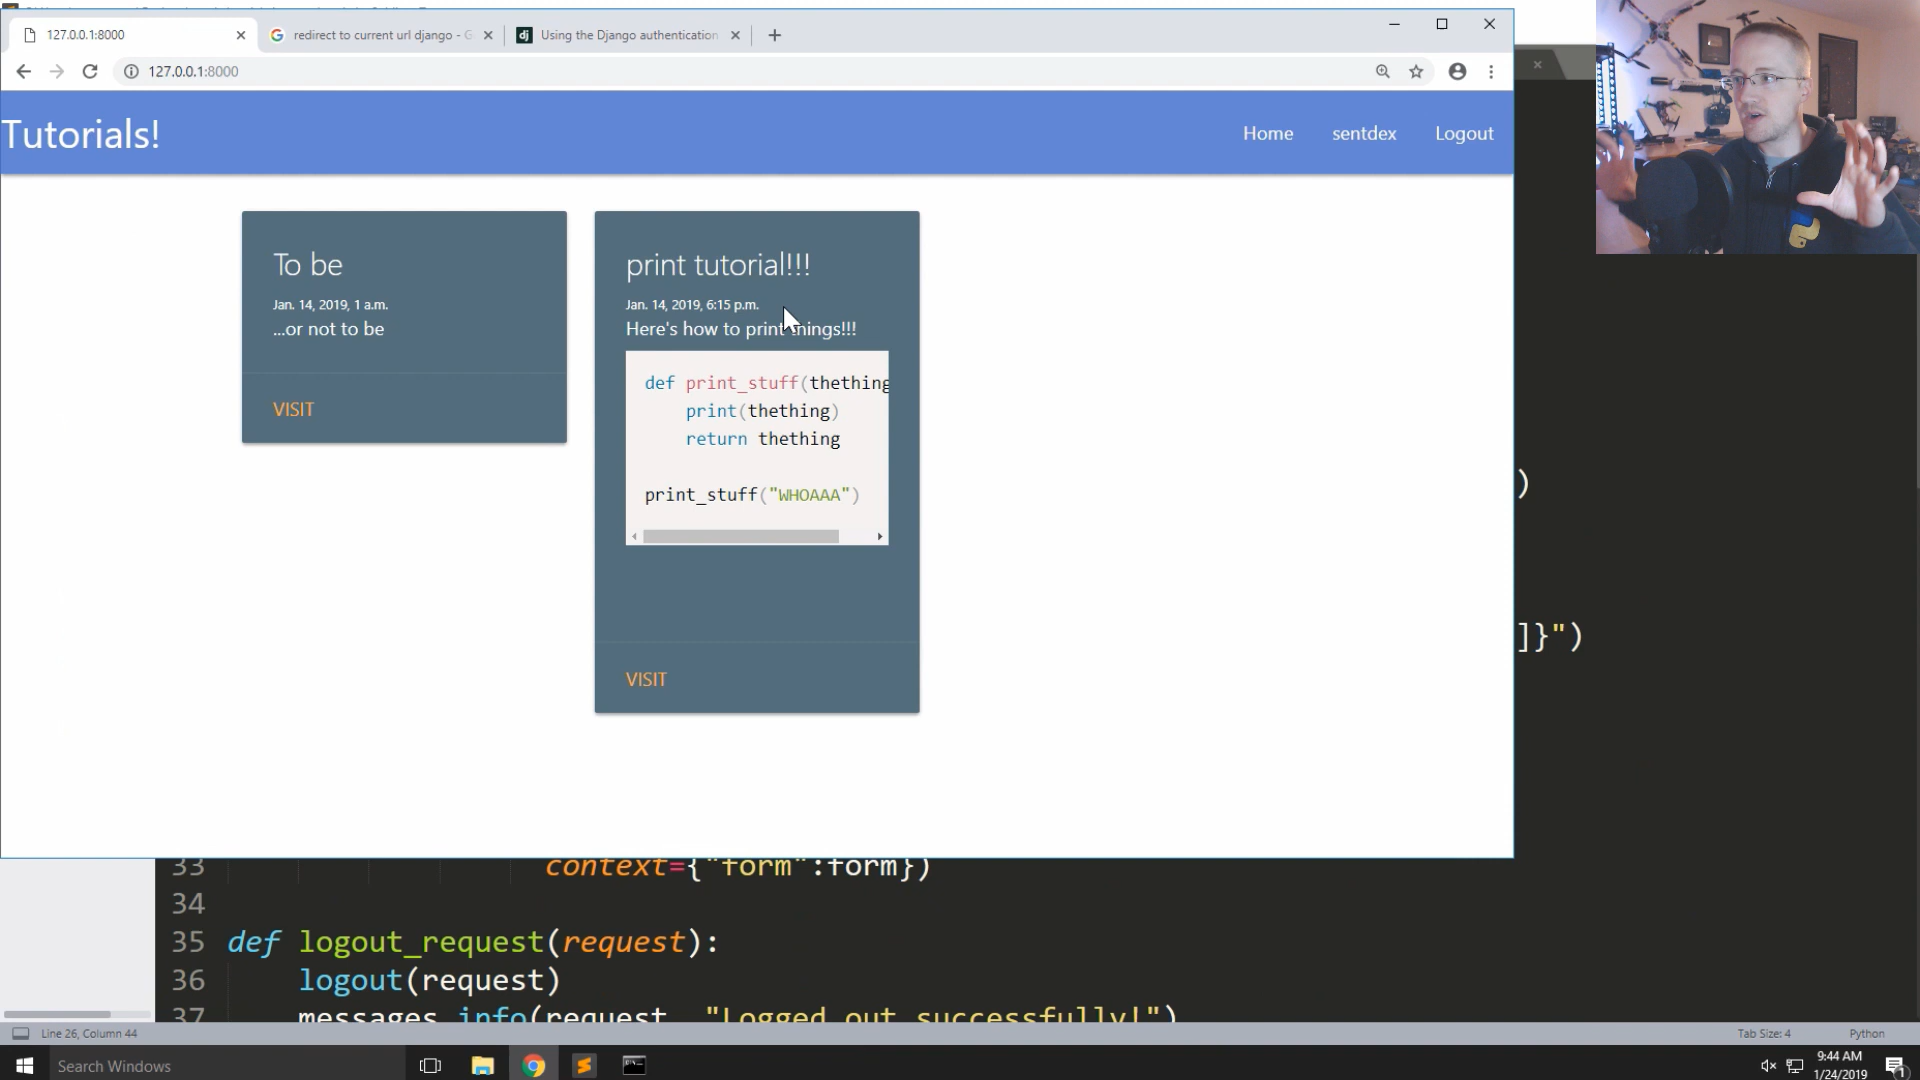 127.0.0.1:8000
redirect to current url django - G
dj Using the Django authentication
127.0.0.1:8000
Tutorials!
Home sentdex Logout
To be
Jan. 14, 2019, 1 a.m.
...or not to be
VISIT
print tutorial!!!
Jan. 14, 2019, 6:15 p.m.
Here's how to print things!!!
def print_stuff(thething
print(thething)
return thething
print_stuff("WHOAAA")
VISIT
)
]}")
33 context={"form":form})
34
35 def logout_request(request):
36 logout(request)
37 messages.info(request, "Logged out successfully!")
Line 26, Column 44
Tab Size: 4 Python
Search Windows
9:44 AM
1/24/2019
1